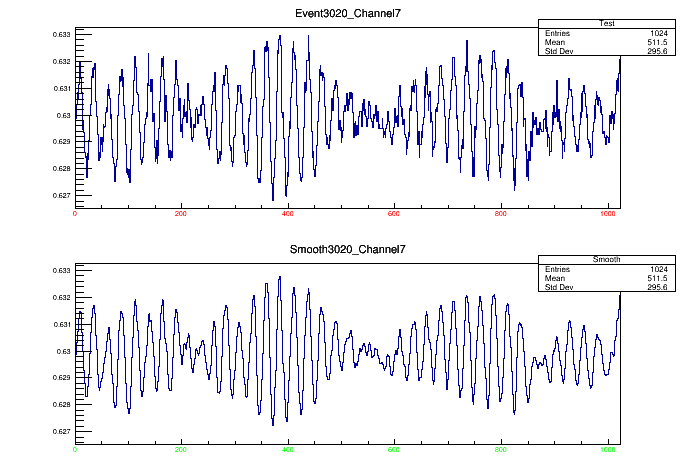 Event3020_Channel7
Test
Entries 1024
Mean 511.5
Std Dev 295.6
0.633
0.632
0.631
0.63
0.629
0.628
0.627
0 200 400 600 800 1000
Smooth3020_Channel7
Smooth
Entries 1024
Mean 511.5
Std Dev 295.6
0.633
0.632
0.631
0.63
0.629
0.628
0.627
0 200 400 600 800 1000